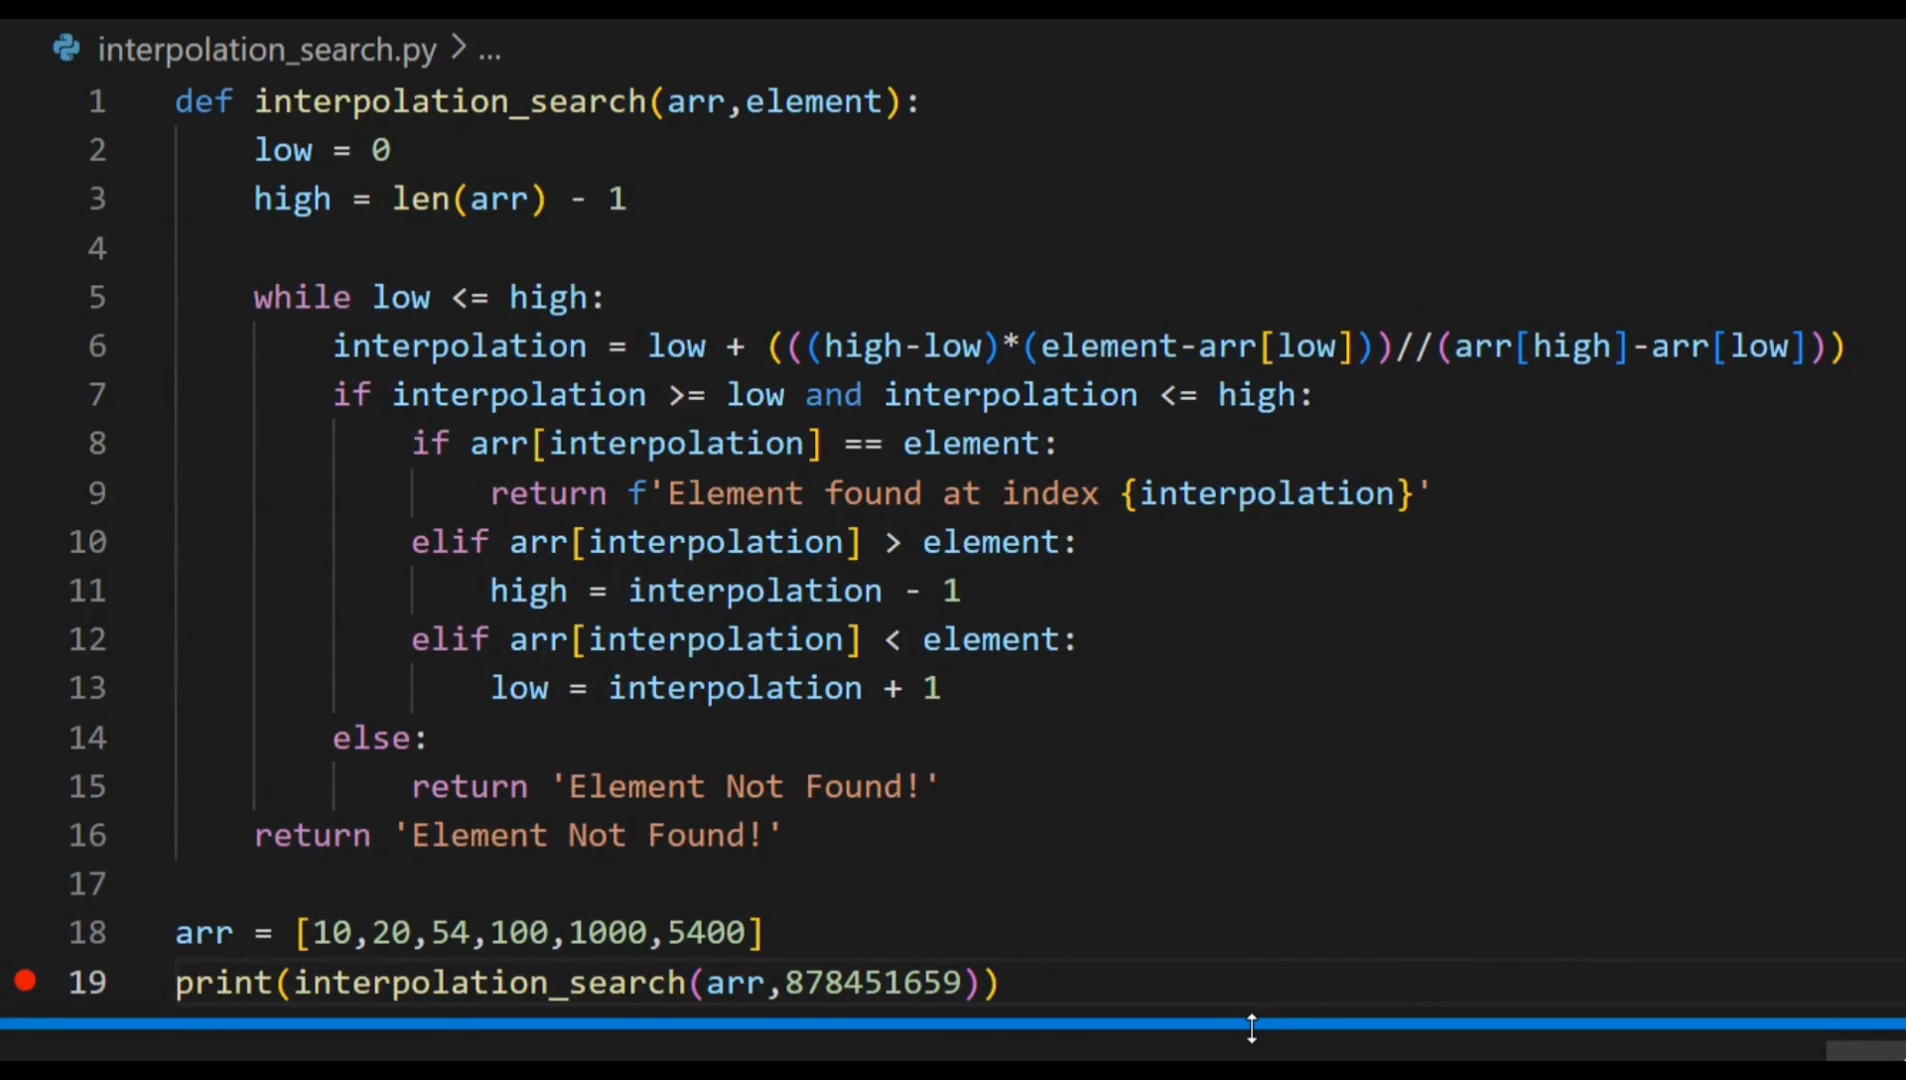 interpolation_search.py > ...
1 def interpolation_search(arr,element):
2     low = 0
3     high = len(arr) - 1
4
5     while low <= high:
6         interpolation = low + (((high-low)*(element-arr[low]))//(arr[high]-arr[low]))
7         if interpolation >= low and interpolation <= high:
8             if arr[interpolation] == element:
9                 return f'Element found at index {interpolation}'
10             elif arr[interpolation] > element:
11                 high = interpolation - 1
12             elif arr[interpolation] < element:
13                 low = interpolation + 1
14         else:
15             return 'Element Not Found!'
16     return 'Element Not Found!'
17
18 arr = [10,20,54,100,1000,5400]
19 print(interpolation_search(arr,878451659))